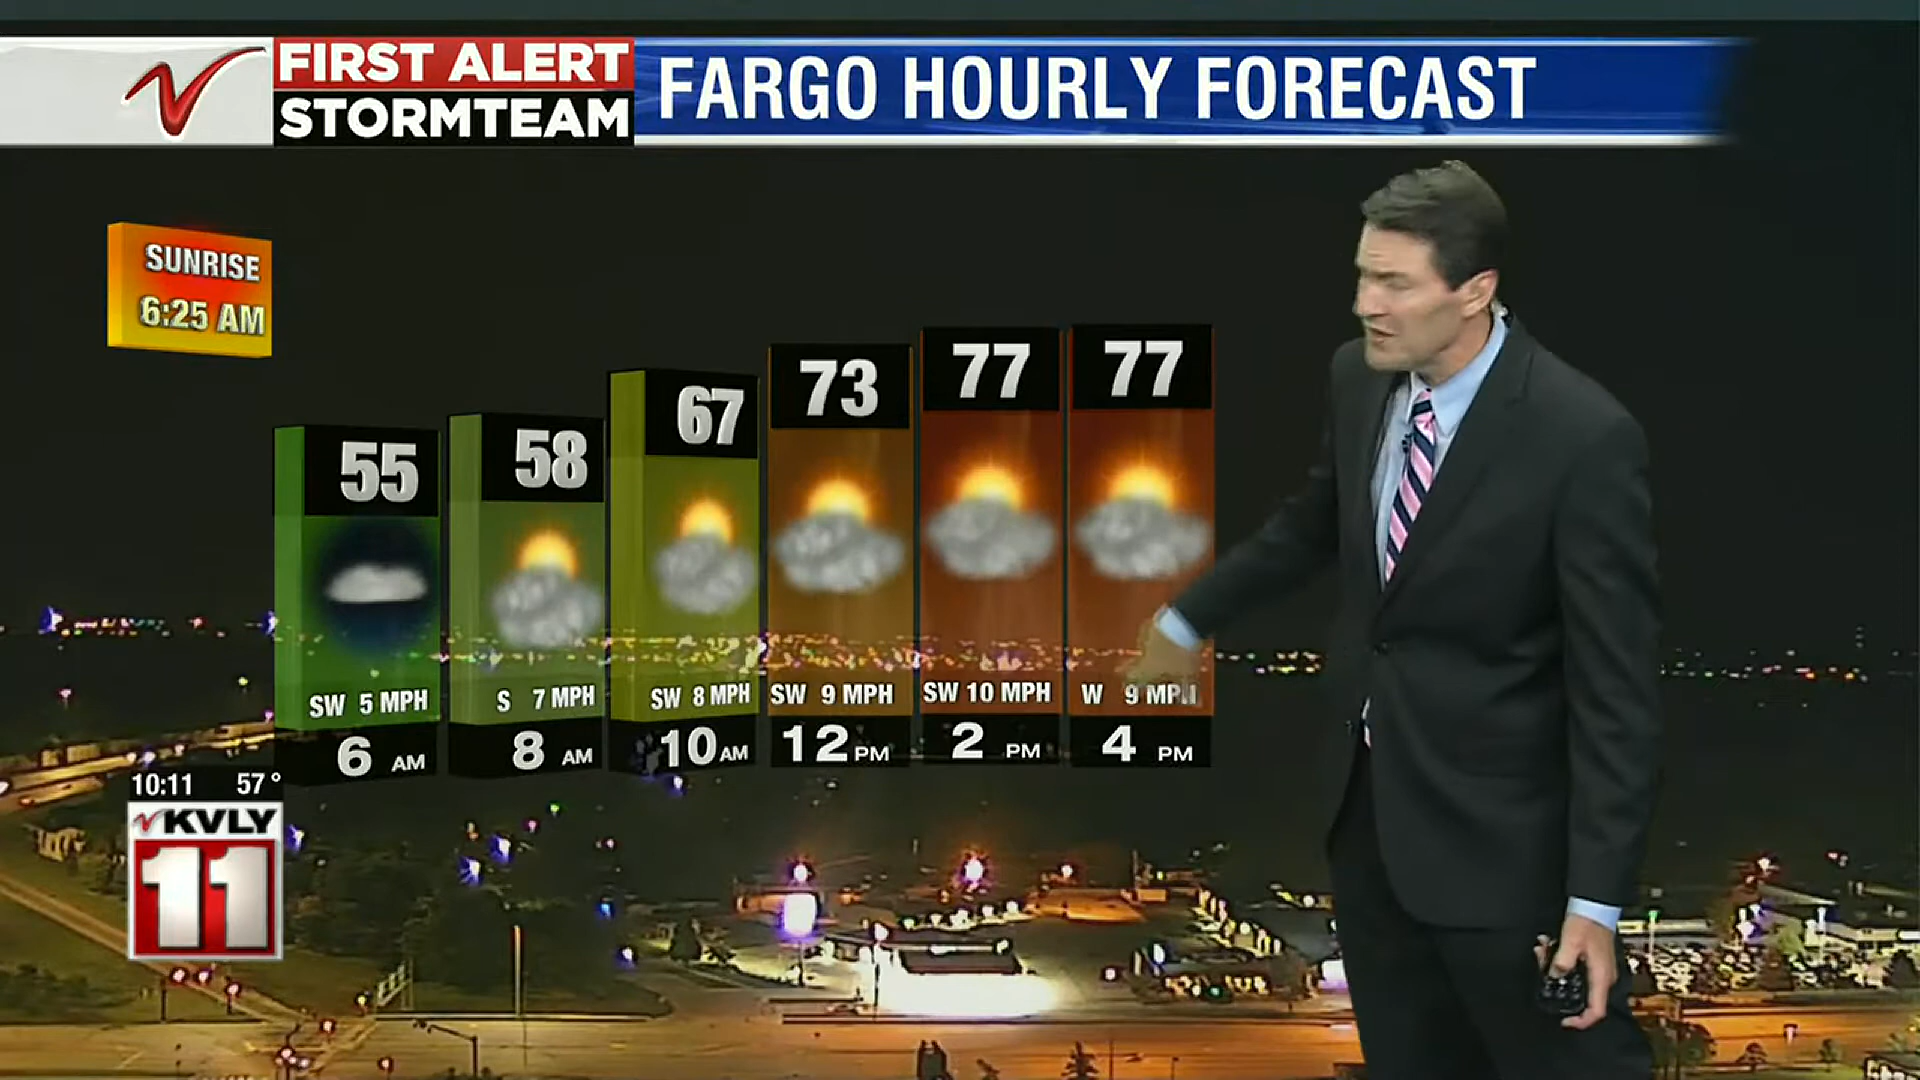 FIRST ALERT
STORMTEAM
FARGO HOURLY FORECAST
SUNRISE
6:25 AM
55
58
67
73
77
77
SW 5 MPH
S 7 MPH
SW 8 MPH
SW 9 MPH
SW 10 MPH
W 9 MPH
6 AM
8 AM
10 AM
12 PM
2 PM
4 PM
10:11 57°
KVLY
11